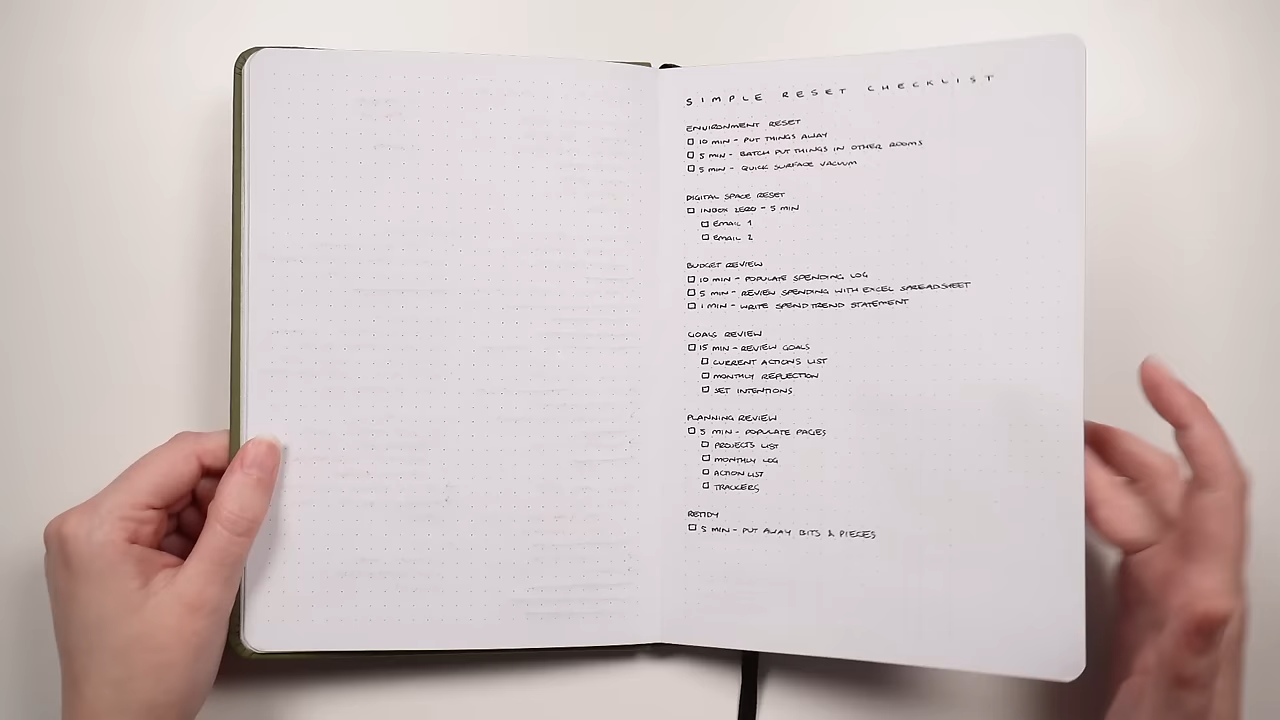 SIMPLE RESET CHECKLIST
ENVIRONMENT RESET
10 MIN - PUT THINGS AWAY
5 MIN - BATCH PUT THINGS IN OTHER ROOMS
5 MIN - QUICK SURFACE VACUUM
DIGITAL SPACE RESET
INBOX ZERO - 5 MIN
EMAIL 1
EMAIL 2
BUDGET REVIEW
10 MIN - POPULATE SPENDING LOG
5 MIN - REVIEW SPENDING WITH EXCEL SPREADSHEET
1 MIN - WRITE SPEND TREND STATEMENT
GOALS REVIEW
15 MIN - REVIEW GOALS
CURRENT ACTIONS LIST
MONTHLY REFLECTION
SET INTENTIONS
PLANNING REVIEW
5 MIN - POPULATE PAGES
PROJECTS LIST
MONTHLY LOG
ACTION LIST
TRACKERS
RETIDY
5 MIN - PUT AWAY BITS & PIECES